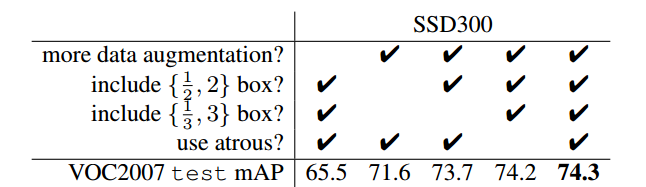 SSD300
more data augmentation? ✔ ✔ ✔ ✔
include {1/2, 2} box? ✔ ✔ ✔ ✔
include {1/3, 3} box? ✔ ✔ ✔
use atrous? ✔ ✔ ✔ ✔
VOC2007 test mAP 65.5 71.6 73.7 74.2 74.3